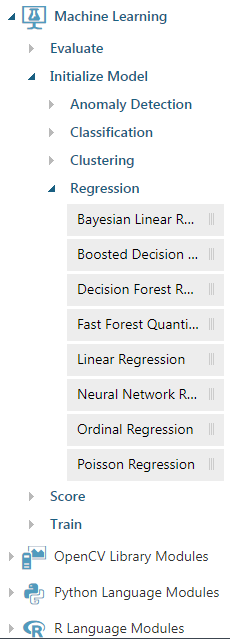 Machine Learning
Evaluate
Initialize Model
Anomaly Detection
Classification
Clustering
Regression
Bayesian Linear R...
Boosted Decision ...
Decision Forest R...
Fast Forest Quanti...
Linear Regression
Neural Network R...
Ordinal Regression
Poisson Regression
Score
Train
OpenCV Library Modules
Python Language Modules
R Language Modules